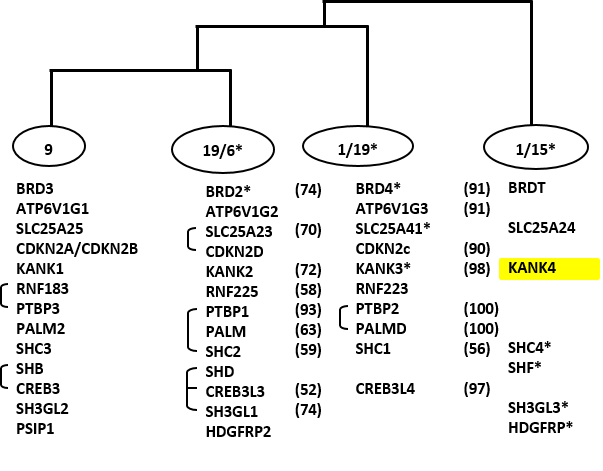 9 19/6* 1/19* 1/15*
BRD3 BRD2* (74) BRD4* (91) BRDT
ATP6V1G1 ATP6V1G2 ATP6V1G3 (91)
SLC25A25 SLC25A23 (70) SLC25A41* SLC25A24
CDKN2A/CDKN2B CDKN2D CDKN2c (90)
KANK1 KANK2 (72) KANK3* (98) KANK4
RNF183 RNF225 (58) RNF223
PTBP3 PTBP1 (93) PTBP2 (100)
PALM2 PALM (63) PALMD (100)
SHC3 SHC2 (59) SHC1 (56) SHC4*
SHB SHD SHF*
CREB3 CREB3L3 (52) CREB3L4 (97)
SH3GL2 SH3GL1 (74) SH3GL3*
PSIP1 HDGFRP2 HDGFRP*